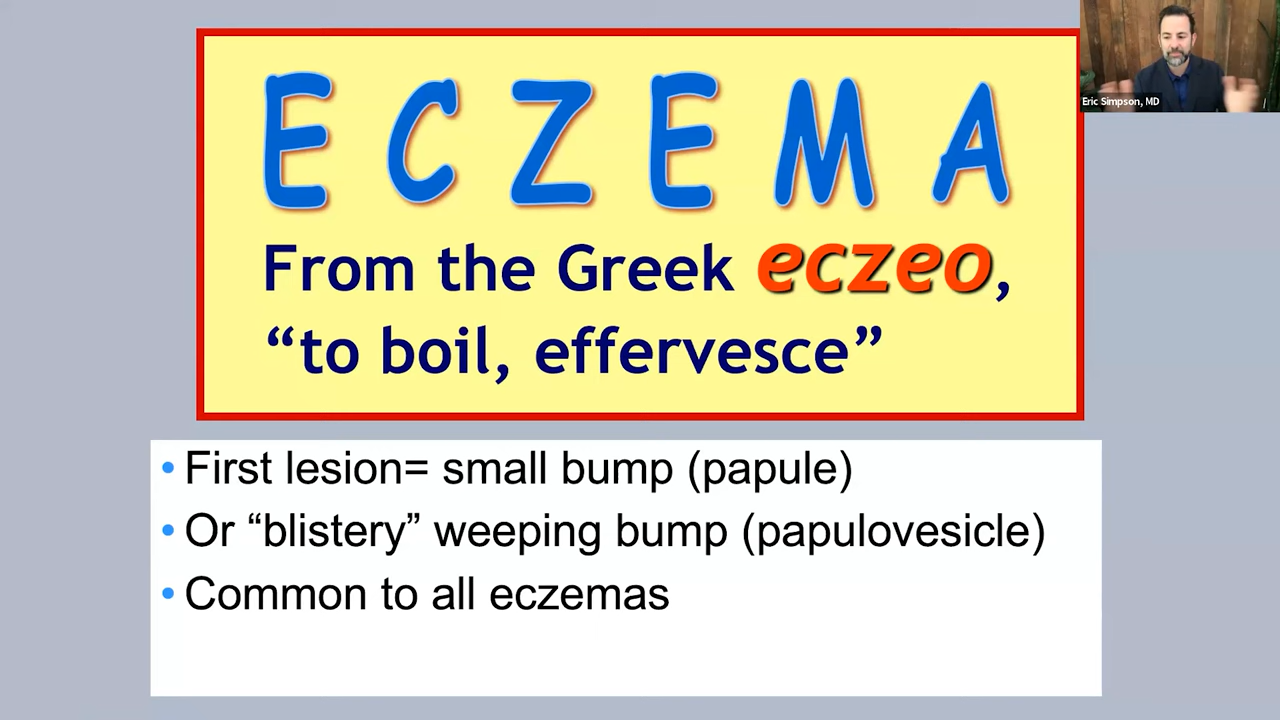 E C Z E M A
From the Greek eczeo,
“to boil, effervesce”
Eric Simpson, MD
• First lesion= small bump (papule)
• Or “blistery” weeping bump (papulovesicle)
• Common to all eczemas